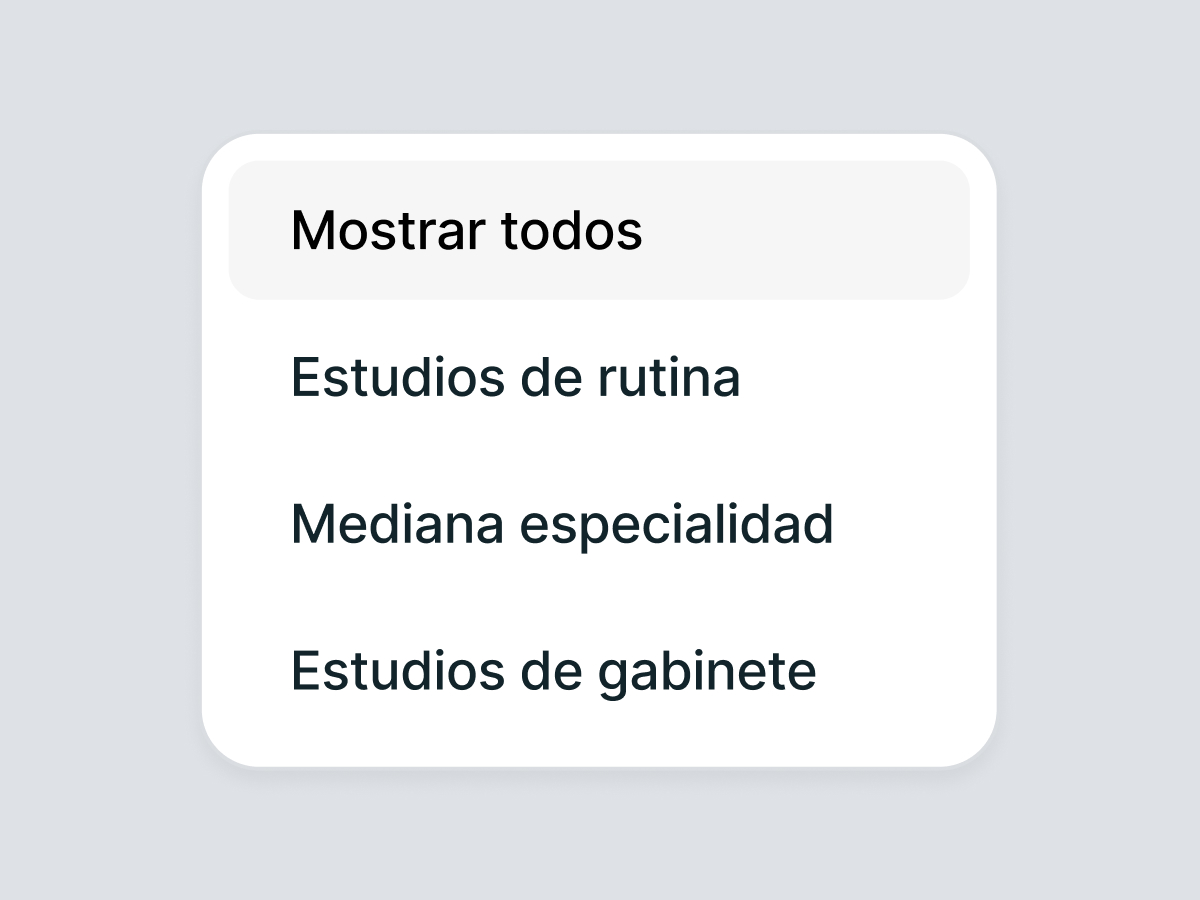 Mostrar todos
Estudios de rutina
Mediana especialidad
Estudios de gabinete